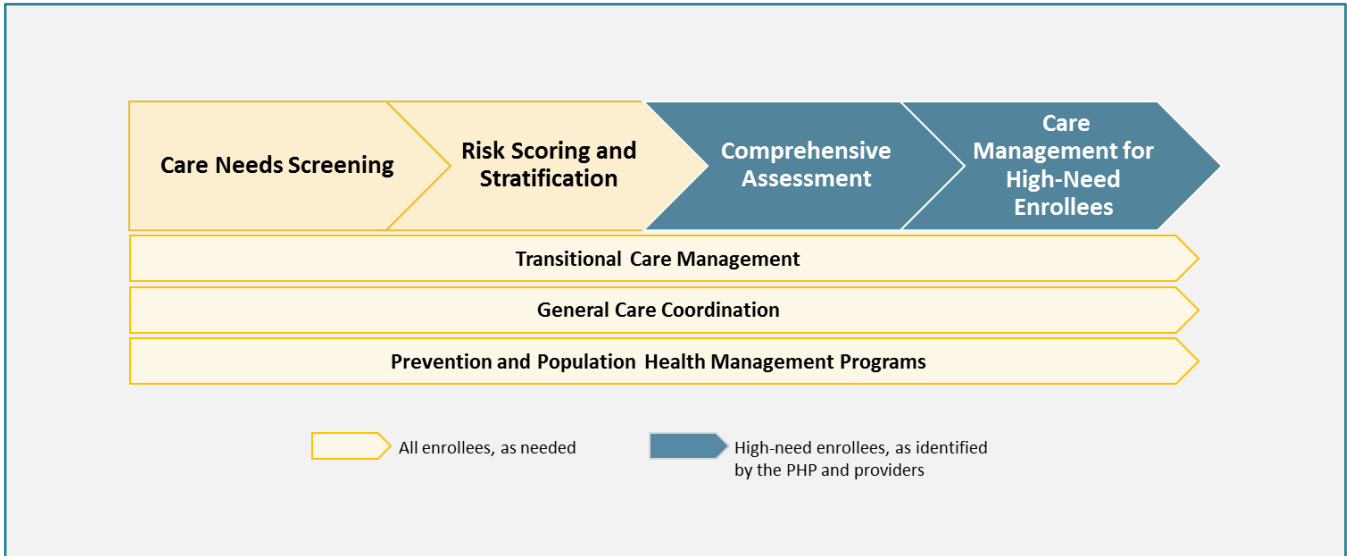 Care Needs Screening
Risk Scoring and
Stratification
Comprehensive
Assessment
Care
Management for
High-Need
Enrollees
Transitional Care Management
General Care Coordination
Prevention and Population Health Management Programs
All enrollees, as needed
High-need enrollees, as identified
by the PHP and providers